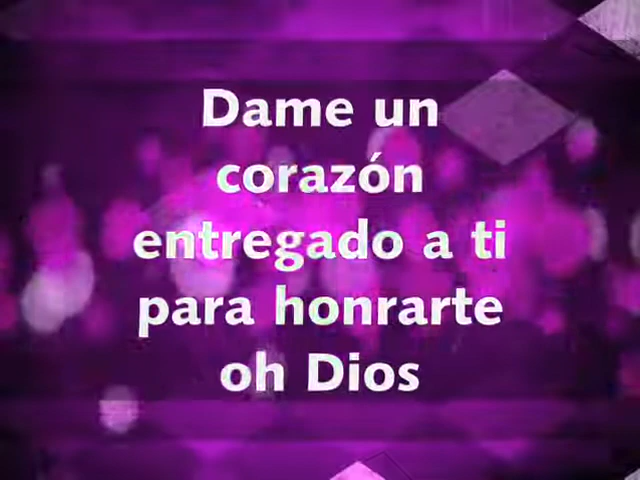 Dame un
corazón
entregado a ti
para honrarte
oh Dios